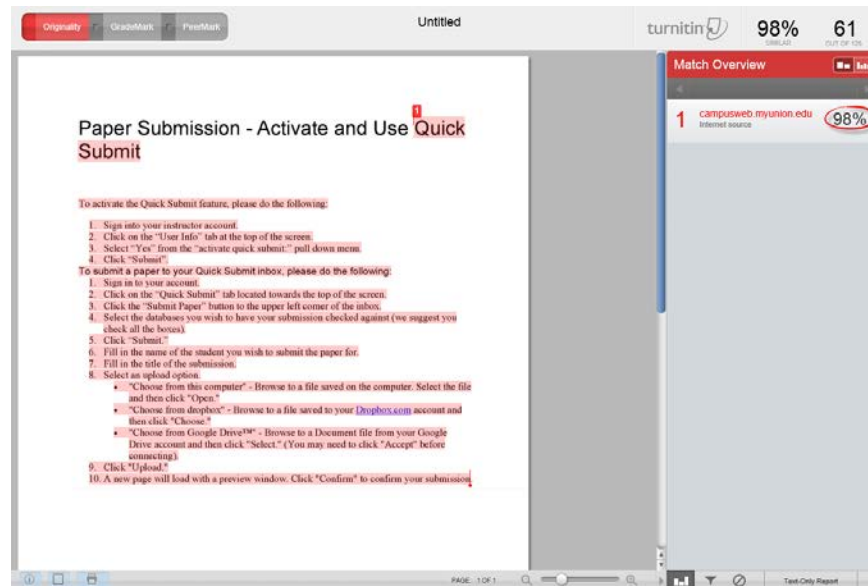 Originality
GradeMark
PeerMark
Untitled
turnitin
98%
SIMILAR
61
OUT OF 125
Match Overview
1
campusweb.myunion.edu
Internet source
98%
1
Paper Submission - Activate and Use Quick
Submit
To activate the Quick Submit feature, please do the following:
1. Sign into your instructor account.
2. Click on the “User Info” tab at the top of the screen.
3. Select “Yes” from the “activate quick submit:” pull down menu.
4. Click “Submit”.
To submit a paper to your Quick Submit inbox, please do the following:
1. Sign in to your account.
2. Click on the “Quick Submit” tab located towards the top of the screen.
3. Click the “Submit Paper” button to the upper left corner of the inbox.
4. Select the databases you wish to have your submission checked against (we suggest you
check all the boxes).
5. Click “Submit.”
6. Fill in the name of the student you wish to submit the paper for.
7. Fill in the title of the submission.
8. Select an upload option.
• "Choose from this computer" - Browse to a file saved on the computer. Select the file
and then click "Open."
• "Choose from dropbox" - Browse to a file saved to your Dropbox.com account and
then click "Choose."
• "Choose from Google Drive™" - Browse to a Document file from your Google
Drive account and then click "Select." (You may need to click "Accept" before
connecting).
9. Click "Upload."
10. A new page will load with a preview window. Click "Confirm" to confirm your submission
PAGE: 1 OF 1
Text-Only Report